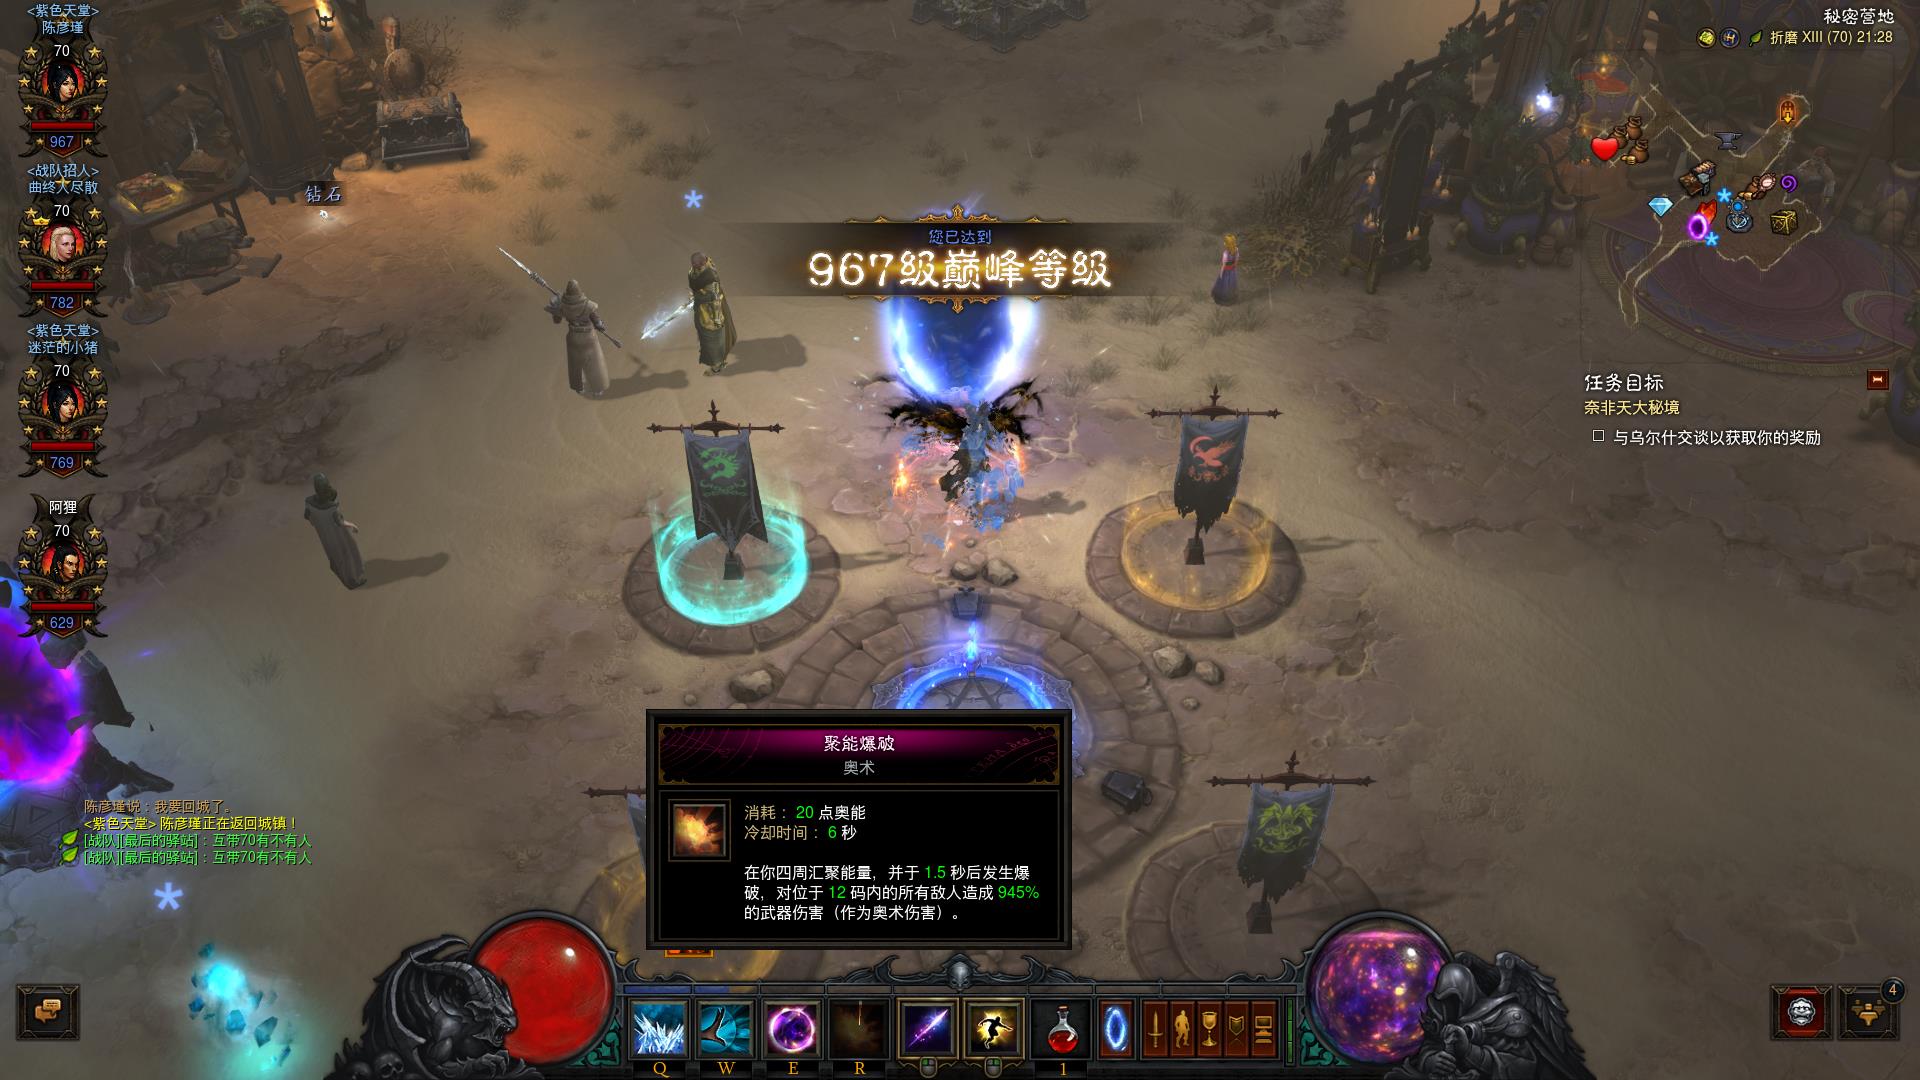 <紫色天堂>
陈彦瑾
70
967
<战队招人>
曲终人尽散
70
782
<紫色天堂>
迷茫的小猪
70
769
阿狸
70
629
钻石
您已达到
967级巅峰等级
秘密营地
折磨 XIII (70) 21:28
任务目标
奈非天大秘境
与乌尔什交谈以获取你的奖励
陈彦瑾说：我要回城了。
<紫色天堂> 陈彦瑾正在返回城镇！
[战队][最后的驿站]：互带70有不有人
[战队][最后的驿站]：互带70有不有人
聚能爆破
奥术
消耗：20 点奥能
冷却时间：6 秒
在你四周汇聚能量，并于 1.5 秒后发生爆
破，对位于 12 码内的所有敌人造成 945%
的武器伤害（作为奥术伤害）。
Q
W
E
R
1
4